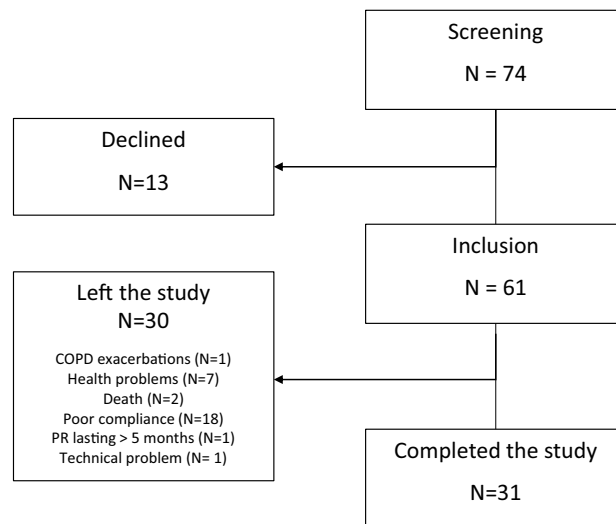 Screening
N = 74
Declined
N=13
Inclusion
N = 61
Left the study
N=30
COPD exacerbations (N=1)
Health problems (N=7)
Death (N=2)
Poor compliance (N=18)
PR lasting > 5 months (N=1)
Technical problem (N= 1)
Completed the study
N=31